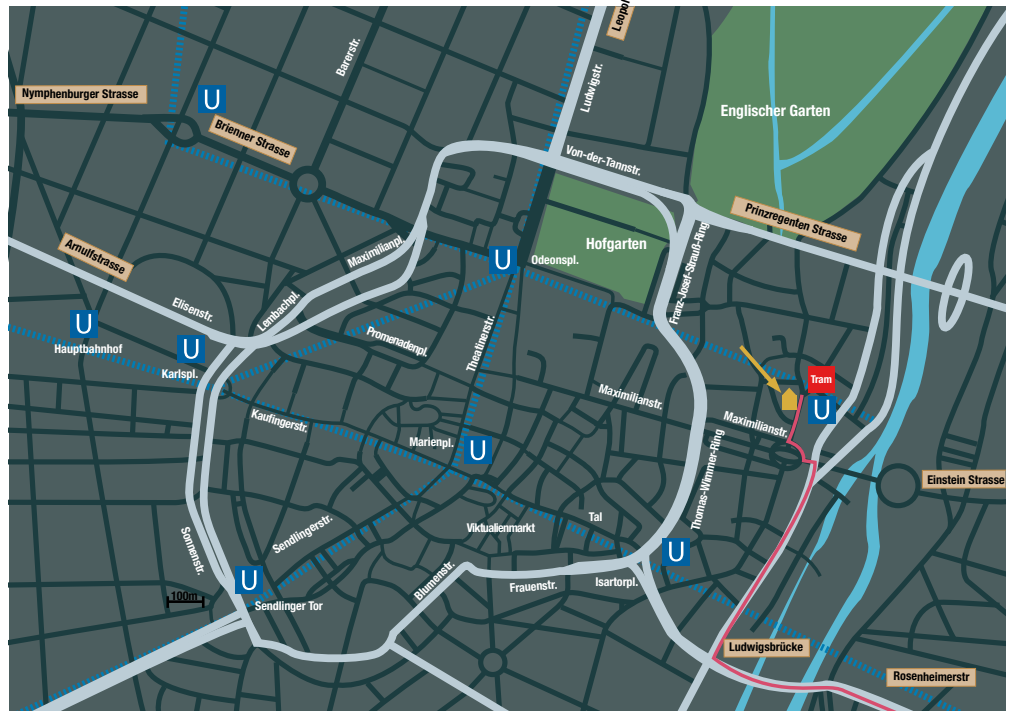 Leopol
Barerstr.
Ludwigstr.
Nymphenburger Strasse
U
Brienner Strasse
Englischer Garten
Von-der-Tannstr.
Prinzregenten Strasse
Arnulfstrasse
Maximilianpl.
Hofgarten
Odeonspl.
U
Franz-Josef-Strauß-Ring
Elisenstr.
Lembachpl.
U
Hauptbahnhof
U
Karlspl.
Promenadenpl.
Theatinerstr.
Tram
U
Maximilianstr.
Maximilianstr.
Kaufingerstr.
Marienpl.
U
Thomas-Wimmer-Ring
Einstein Strasse
Sendlingerstr.
Viktualienmarkt
Tal
Sonnenstr.
U
U
Blumenstr.
Frauenstr.
Isartorpl.
100m
Sendlinger Tor
Ludwigsbrücke
Rosenheimerstr